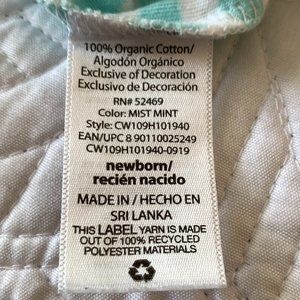 100% Organic Cotton/
Algodón Orgánico
Exclusive of Decoration
Exclusivo de Decoración
RN# 52469
Color: MIST MINT
Style: CW109H101940
EAN/UPC 8 90110025249
CW109H101940-0919
newborn/
recién nacido
MADE IN / HECHO EN
SRI LANKA
THIS LABEL YARN IS MADE
OUT OF 100% RECYCLED
POLYESTER MATERIALS